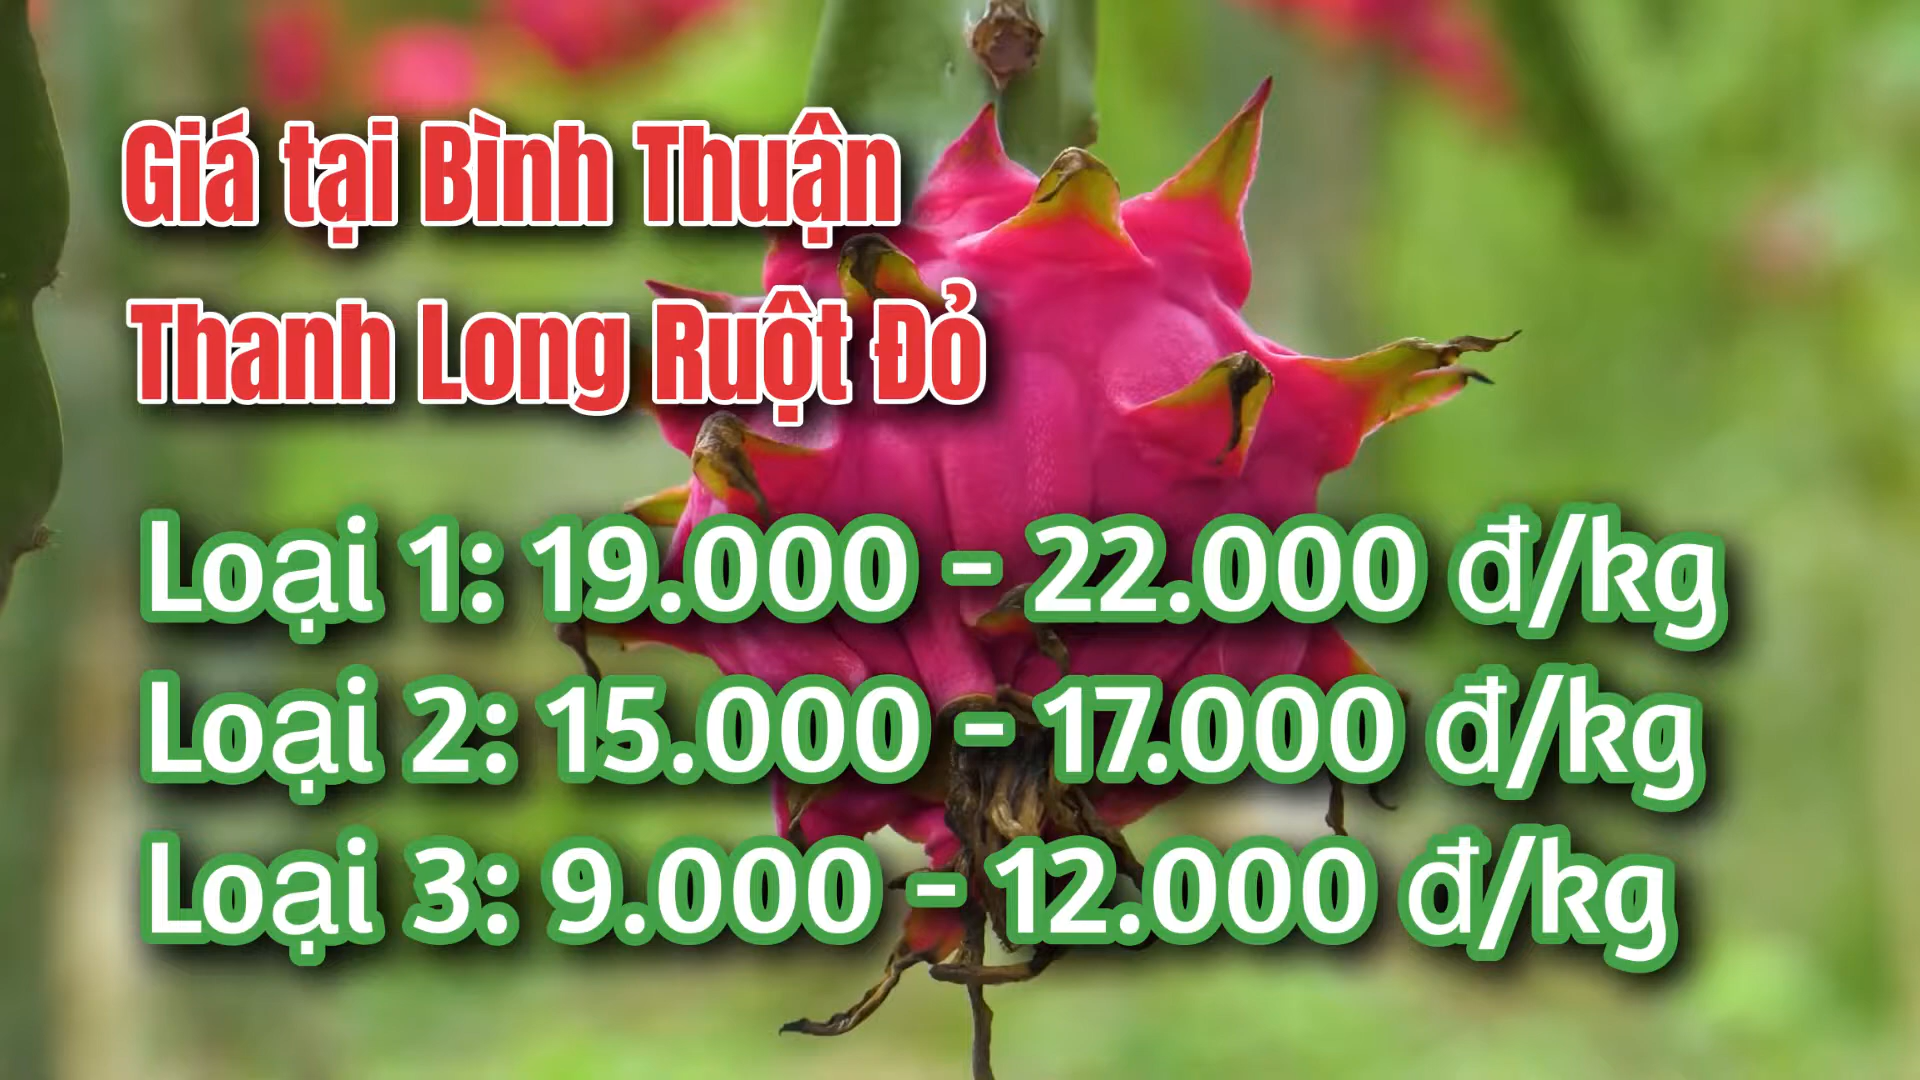 Giá tại Bình Thuận
Thanh Long Ruột Đỏ
Loại 1: 19.000 - 22.000 đ/kg
Loại 2: 15.000 - 17.000 đ/kg
Loại 3: 9.000 - 12.000 đ/kg